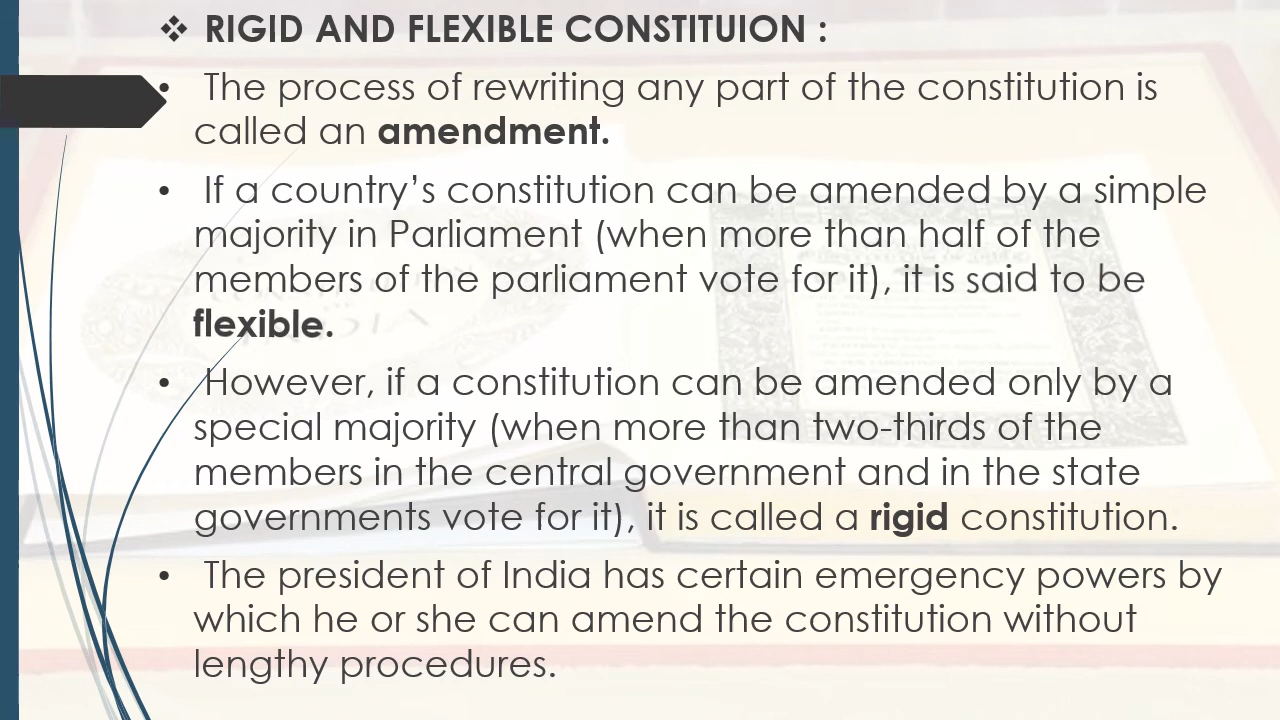 ❖ RIGID AND FLEXIBLE CONSTITUION :
• The process of rewriting any part of the constitution is
called an amendment.
• If a country’s constitution can be amended by a simple
majority in Parliament (when more than half of the
members of the parliament vote for it), it is said to be
flexible.
• However, if a constitution can be amended only by a
special majority (when more than two-thirds of the
members in the central government and in the state
governments vote for it), it is called a rigid constitution.
• The president of India has certain emergency powers by
which he or she can amend the constitution without
lengthy procedures.